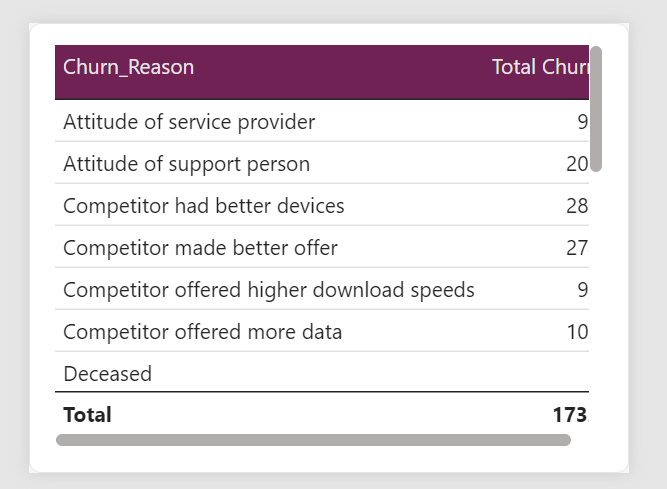 Churn_Reason Total Churn
Attitude of service provider 9
Attitude of support person 20
Competitor had better devices 28
Competitor made better offer 27
Competitor offered higher download speeds 9
Competitor offered more data 10
Deceased
Total 173